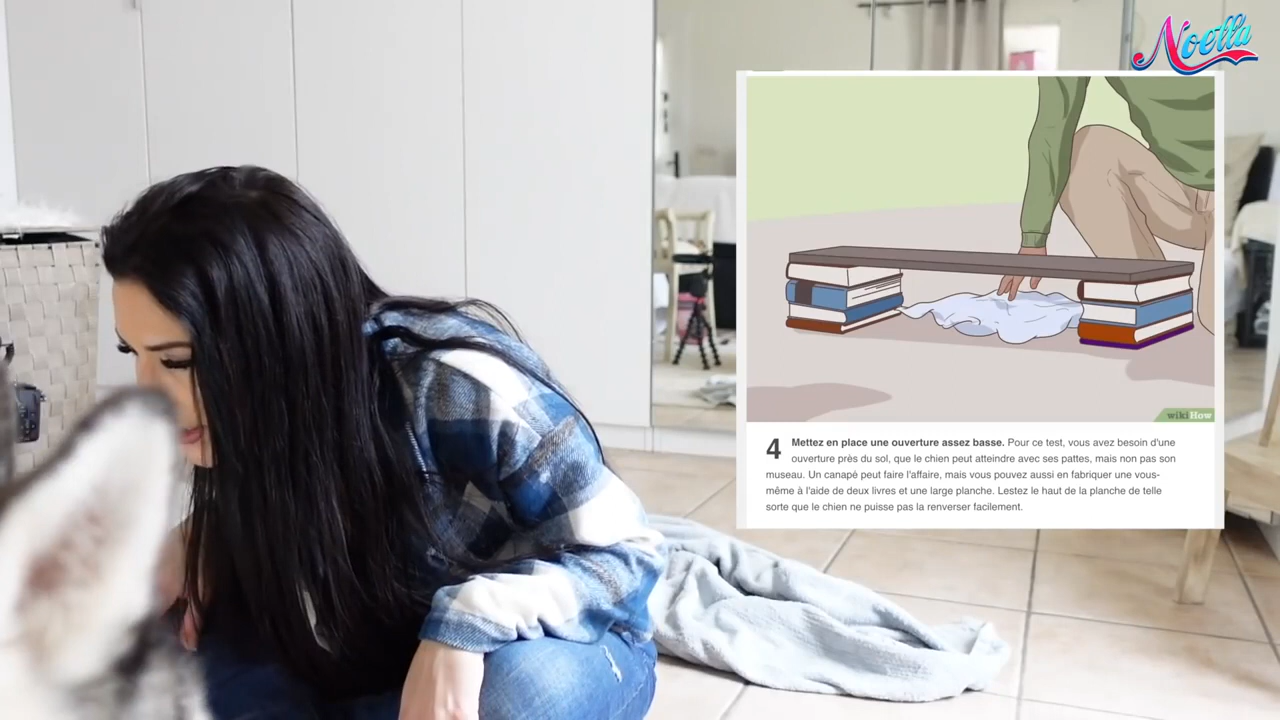 Noella
wikiHow
4 Mettez en place une ouverture assez basse. Pour ce test, vous avez besoin d'une
ouverture près du sol, que le chien peut atteindre avec ses pattes, mais non pas son
museau. Un canapé peut faire l'affaire, mais vous pouvez aussi en fabriquer une vous-
même à l'aide de deux livres et une large planche. Lestez le haut de la planche de telle
sorte que le chien ne puisse pas la renverser facilement.